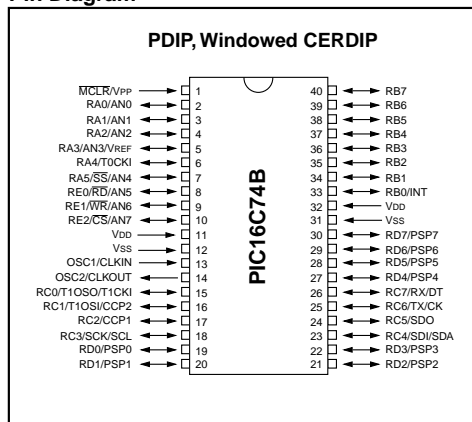 Pin Diagram
PDIP, Windowed CERDIP
MCLR/VPP 1 40 RB7
RA0/AN0 2 39 RB6
RA1/AN1 3 38 RB5
RA2/AN2 4 37 RB4
RA3/AN3/VREF 5 36 RB3
RA4/T0CKI 6 35 RB2
RA5/SS/AN4 7 34 RB1
RE0/RD/AN5 8 33 RB0/INT
RE1/WR/AN6 9 32 VDD
RE2/CS/AN7 10 31 VSS
VDD 11 30 RD7/PSP7
VSS 12 29 RD6/PSP6
OSC1/CLKIN 13 28 RD5/PSP5
OSC2/CLKOUT 14 27 RD4/PSP4
RC0/T1OSO/T1CKI 15 26 RC7/RX/DT
RC1/T1OSI/CCP2 16 25 RC6/TX/CK
RC2/CCP1 17 24 RC5/SDO
RC3/SCK/SCL 18 23 RC4/SDI/SDA
RD0/PSP0 19 22 RD3/PSP3
RD1/PSP1 20 21 RD2/PSP2
PIC16C74B